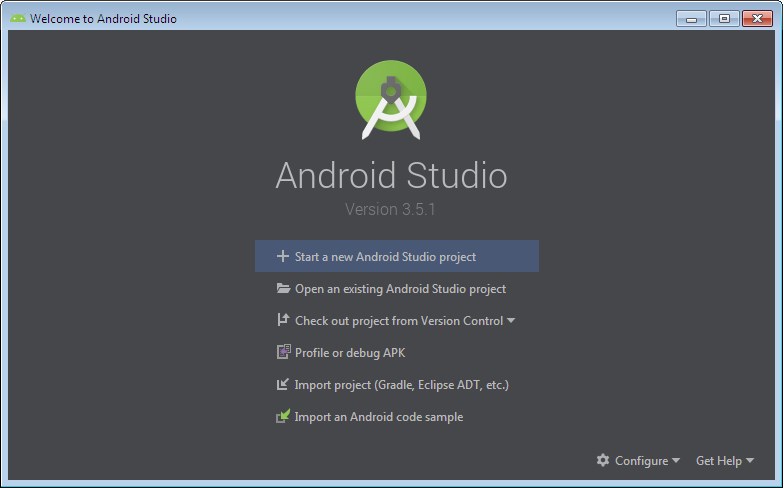 Welcome to Android Studio
Android Studio
Version 3.5.1
Start a new Android Studio project
Open an existing Android Studio project
Check out project from Version Control
Profile or debug APK
Import project (Gradle, Eclipse ADT, etc.)
Import an Android code sample
Configure Get Help